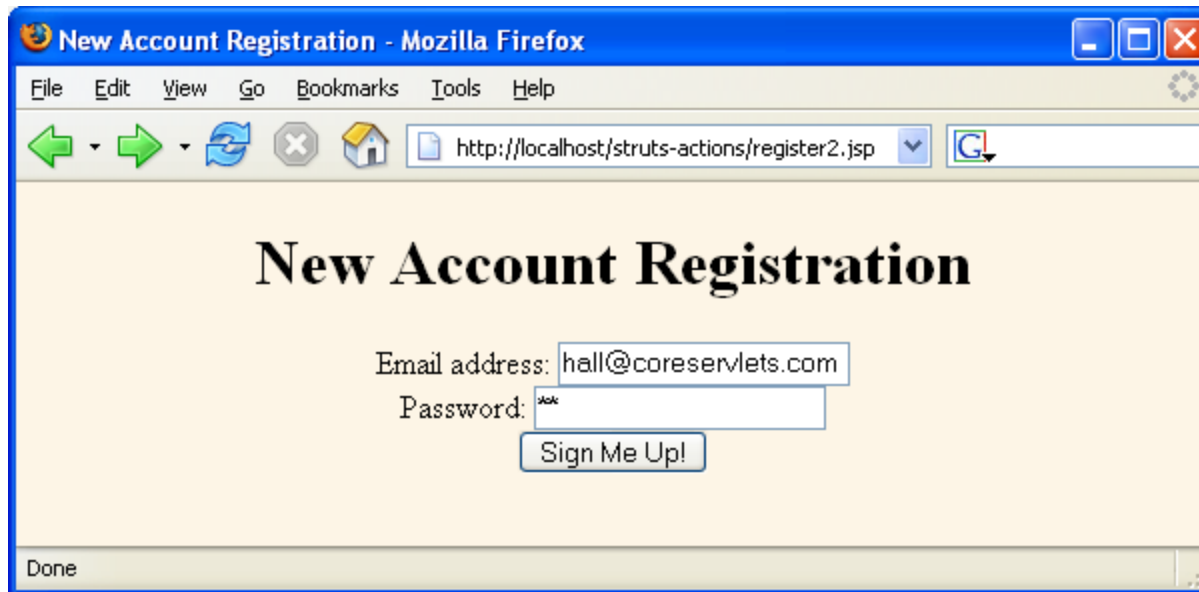 New Account Registration - Mozilla Firefox
File Edit View Go Bookmarks Tools Help
http://localhost/struts-actions/register2.jsp G
New Account Registration
Email address: hall@coreservlets.com
Password: **
Sign Me Up!
Done